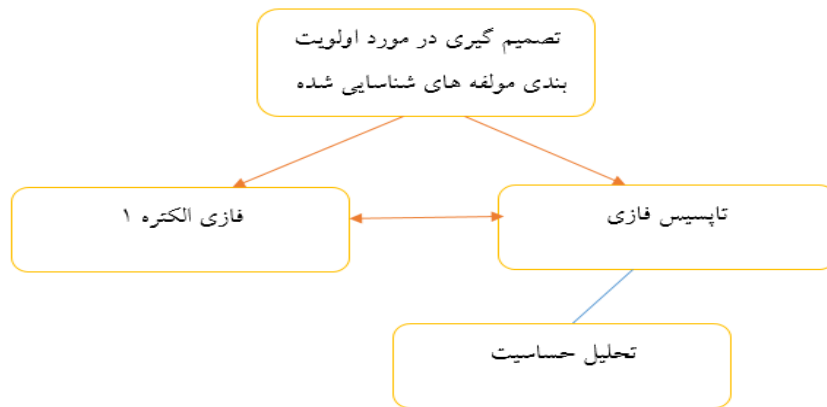 تصمیم گیری در مورد اولویت
بندی مولفه های شناسایی شده
فازی الکتره ۱
تاپسیس فازی
تحلیل حساسیت